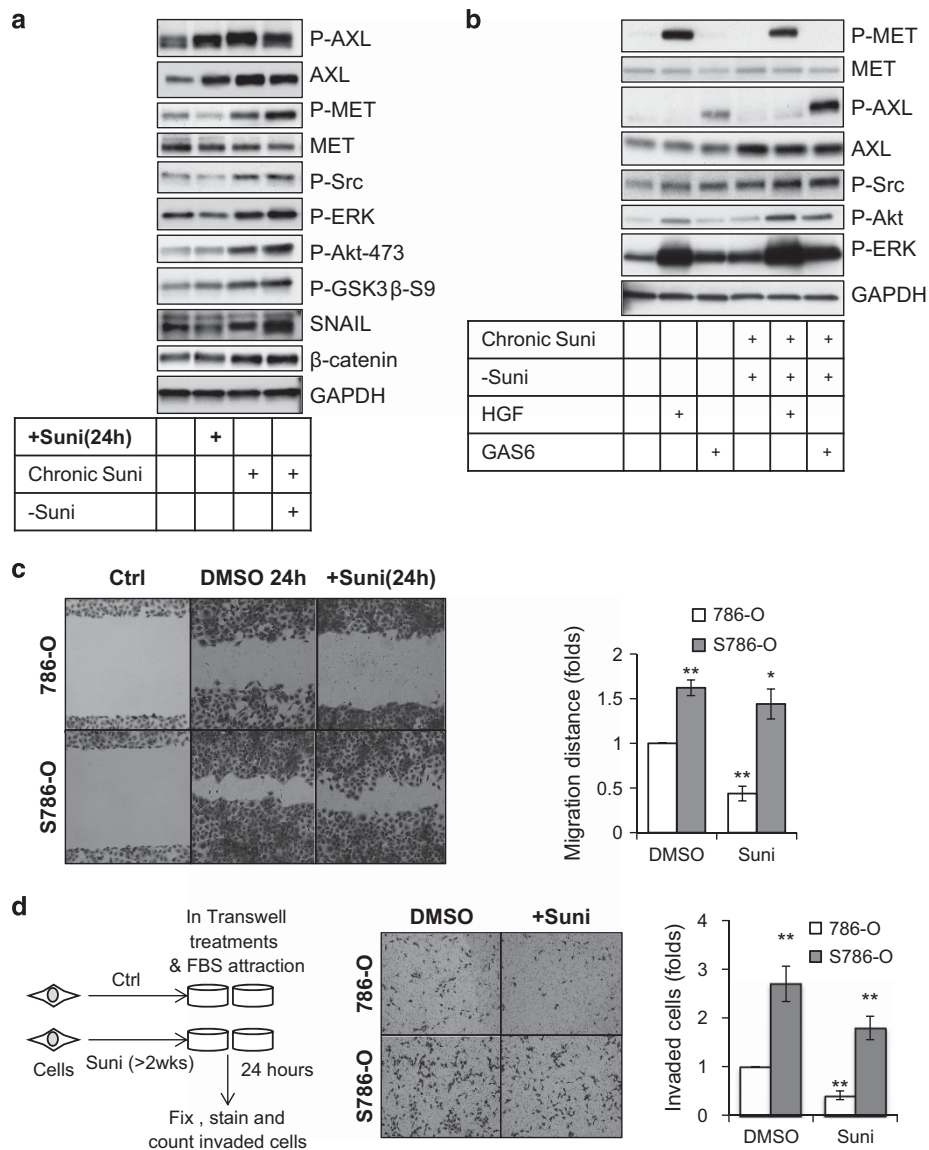 a
P-AXL
AXL
P-MET
MET
P-Src
P-ERK
P-Akt-473
P-GSK3β-S9
SNAIL
β-catenin
GAPDH
+Suni(24h) +
Chronic Suni + +
-Suni +
b
P-MET
MET
P-AXL
AXL
P-Src
P-Akt
P-ERK
GAPDH
Chronic Suni + + +
-Suni + + +
HGF + +
GAS6 + +
c
Ctrl DMSO 24h +Suni(24h)
786-O
S786-O
786-O
S786-O
Migration distance (folds)
2
1.5
1
0.5
0
** ** *
DMSO Suni
d
In Transwell
treatments
& FBS attraction
Ctrl
Cells
Suni (>2wks)
24 hours
Fix , stain and
count invaded cells
DMSO +Suni
786-O
S786-O
786-O
S786-O
Invaded cells (folds)
4
3
2
1
0
** ** **
DMSO Suni